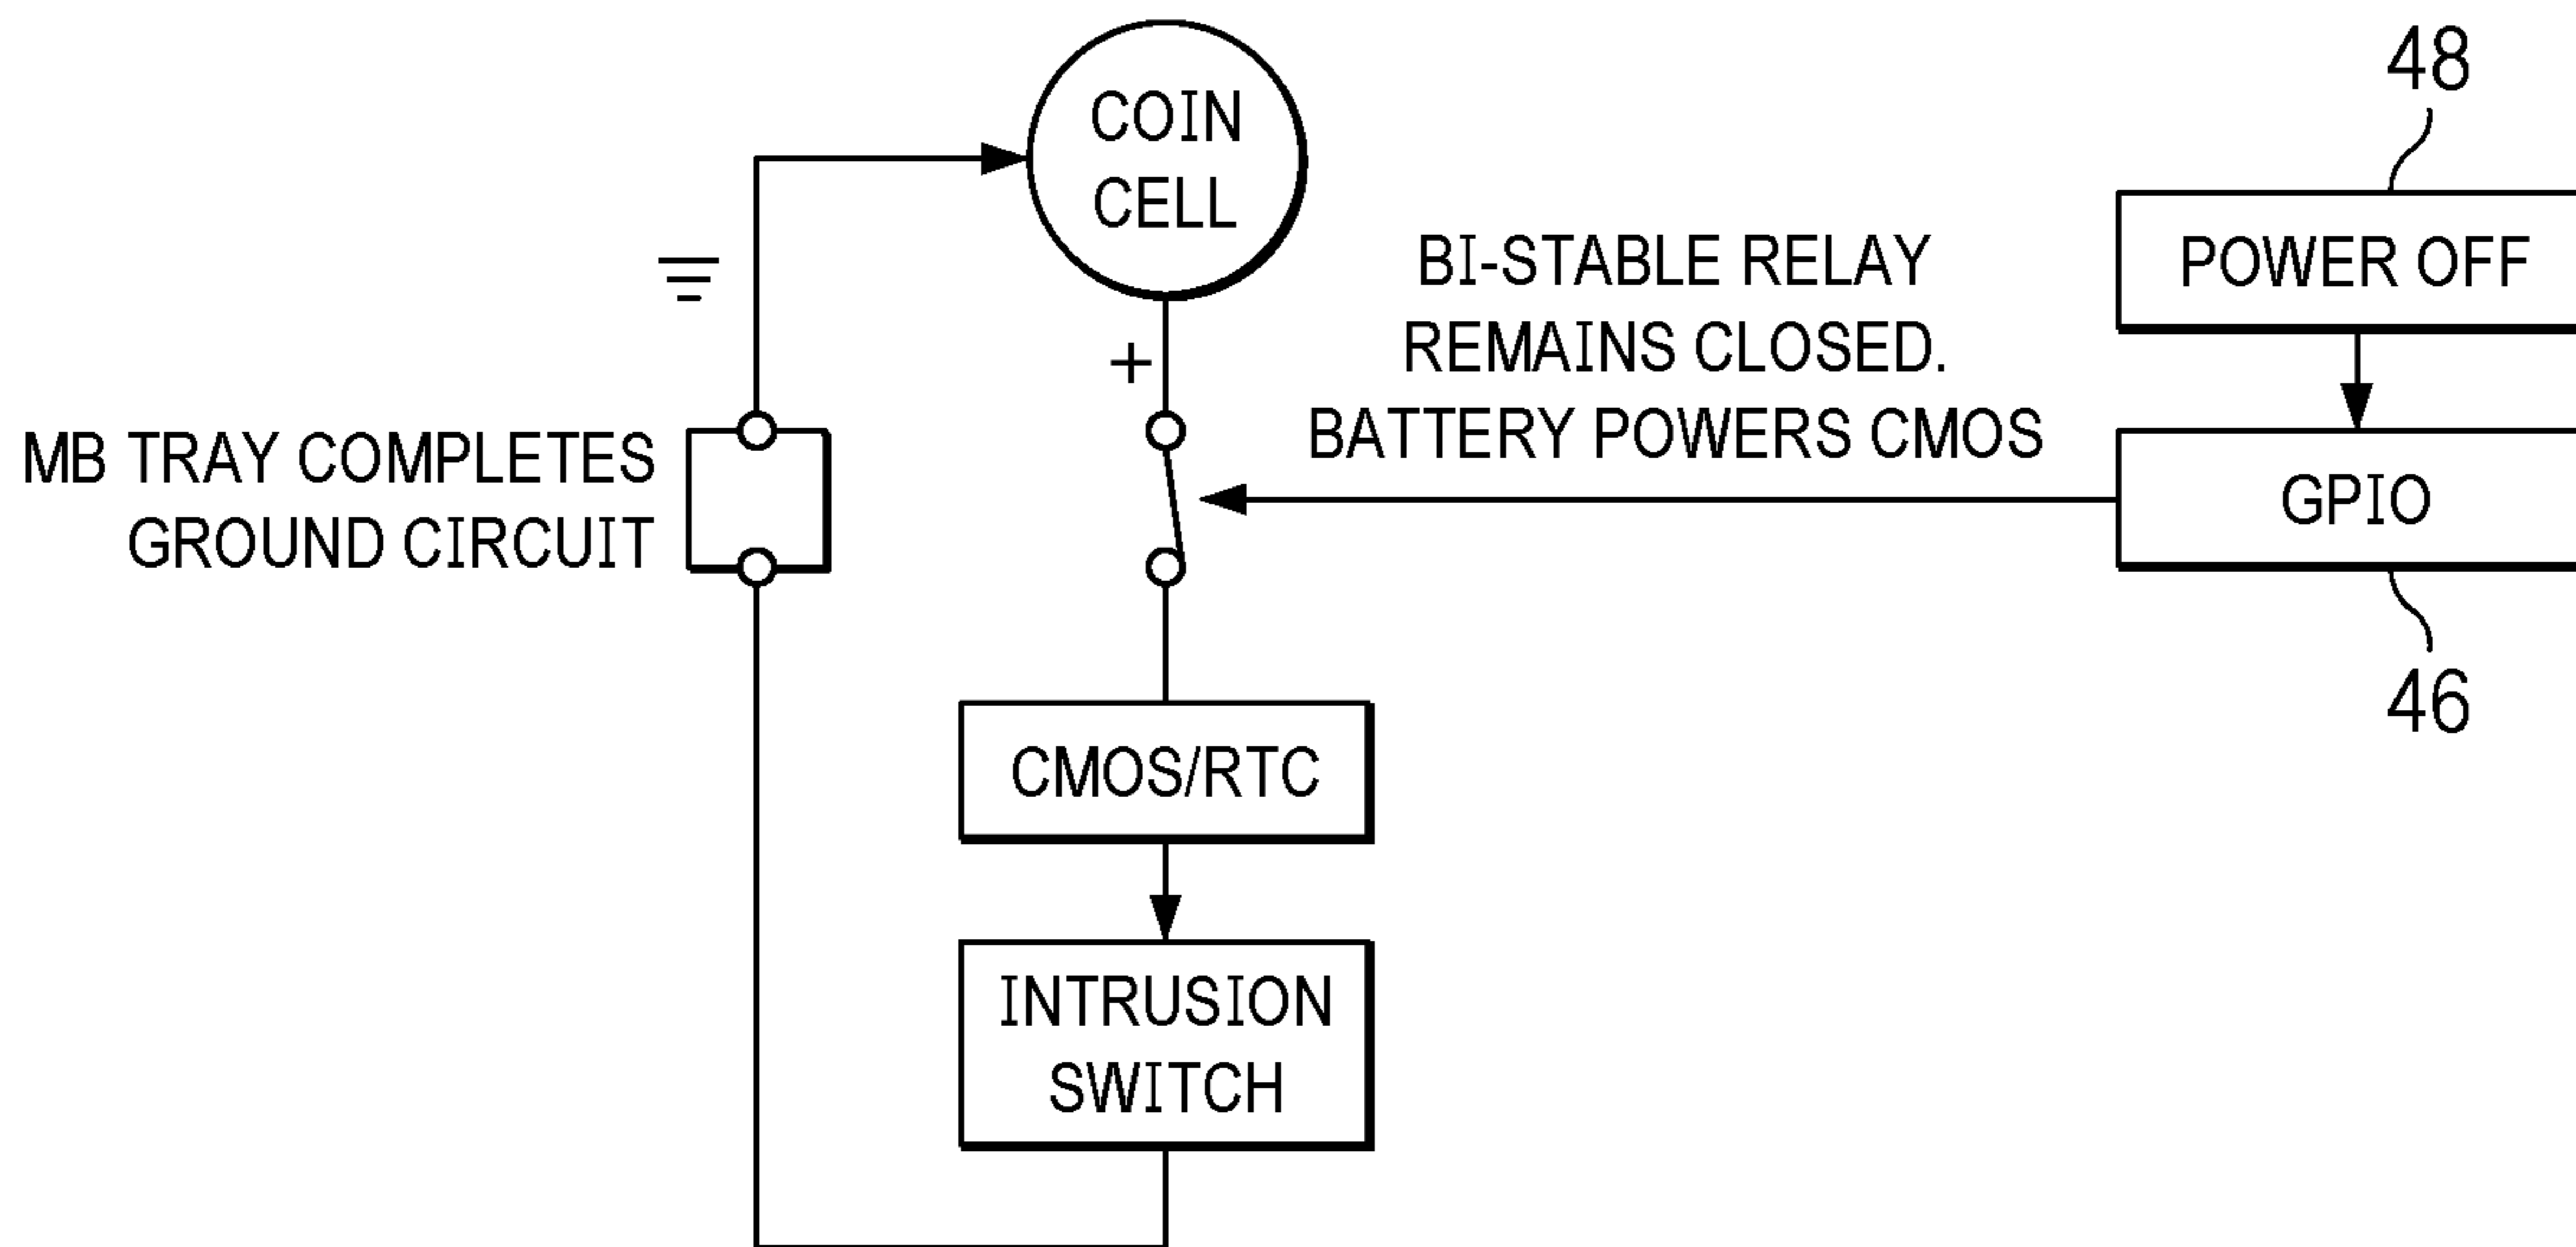 COIN
CELL
48
POWER OFF
BI-STABLE RELAY
REMAINS CLOSED.
BATTERY POWERS CMOS
+
MB TRAY COMPLETES
GROUND CIRCUIT
GPIO
46
CMOS/RTC
INTRUSION
SWITCH